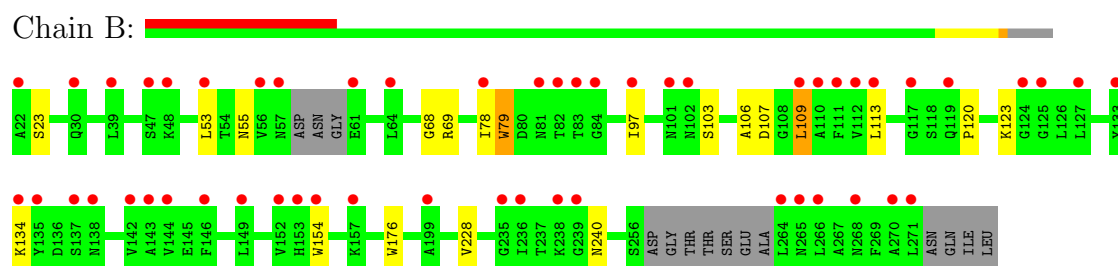 Chain B:
A22 S23 Q30 L39 S47 K48 L53 T54 N55 V56 N57 ASP ASN GLY E61 L64 G68 R69 I78 W79 D80 N81 T82 T83 G84 I97 N101 N102 S103 A106 D107 G108 L109 A110 F111 V112 L113 G117 S118 Q119 P120 K123 G124 G125 L126 L127
K134 Y135 D136 S137 N138 V142 A143 V144 E145 F146 L149 V152 H153 W154 K157 W176 A199 V228 G235 I236 T237 K238 G239 N240 S256 ASP GLY THR THR SER GLU ALA L264 N265 L266 A267 N268 F269 A270 L271 ASN GLN ILE LEU